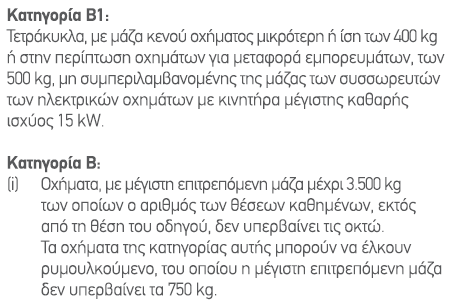 Κατηγορία Β1:
Τετράκυκλα, με μάζα κενού οχήματος μικρότερη ή ίση των 400 kg
ή στην περίπτωση οχημάτων για μεταφορά εμπορευμάτων, των
500 kg, μη συμπεριλαμβανομένης της μάζας των συσσωρευτών
των ηλεκτρικών οχημάτων με κινητήρα μέγιστης καθαρής
ισχύος 15 kW.
Κατηγορία Β:
(i) Οχήματα, με μέγιστη επιτρεπόμενη μάζα μέχρι 3.500 kg
των οποίων ο αριθμός των θέσεων καθημένων, εκτός
από τη θέση του οδηγού, δεν υπερβαίνει τις οκτώ.
Τα οχήματα της κατηγορίας αυτής μπορούν να έλκουν
ρυμουλκούμενο, του οποίου η μέγιστη επιτρεπόμενη μάζα
δεν υπερβαίνει τα 750 kg.